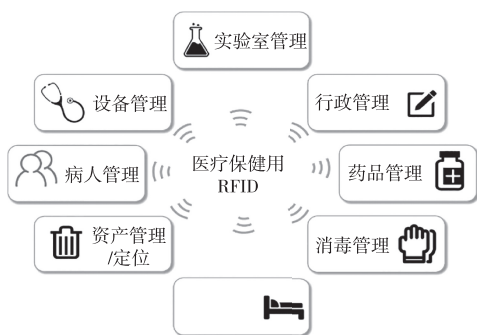 实验室管理
设备管理
行政管理
病人管理
医疗保健用
RFID
药品管理
资产管理
/定位
消毒管理